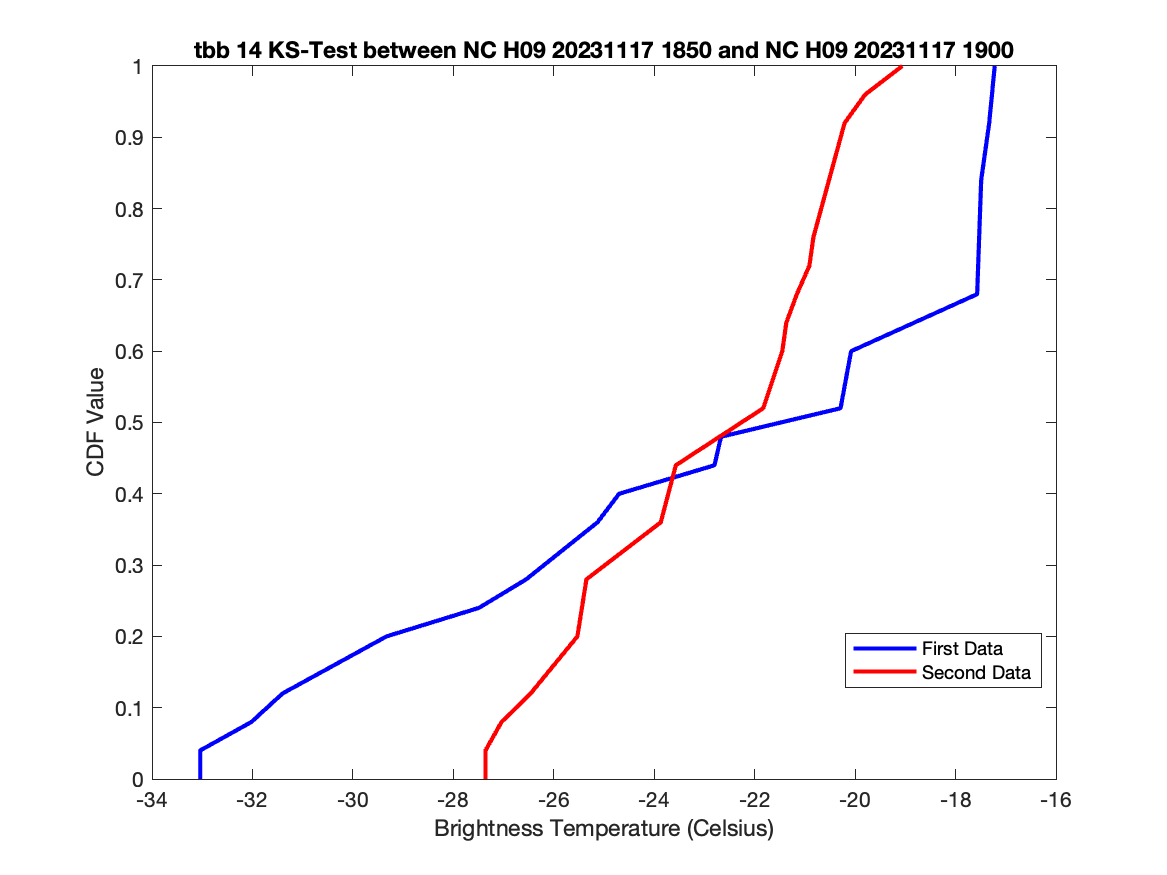 tbb 14 KS-Test between NC H09 20231117 1850 and NC H09 20231117 1900
1
0.9
0.8
0.7
0.6
0.5
0.4
0.3
0.2
0.1
0
CDF Value
First Data
Second Data
-34 -32 -30 -28 -26 -24 -22 -20 -18 -16
Brightness Temperature (Celsius)